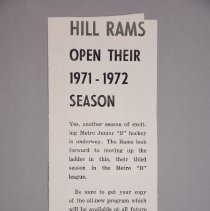 HILL RAMS
OPEN THEIR
1971 - 1972
SEASON
Yes, another season of excit-
ing Metro Junior "B" hockey
is underway. The Rams look
forward to moving up the
ladder in this, their third
season in the Metro "B"
league.
Be sure to get your copy
of the all-new program which
will be available at all future